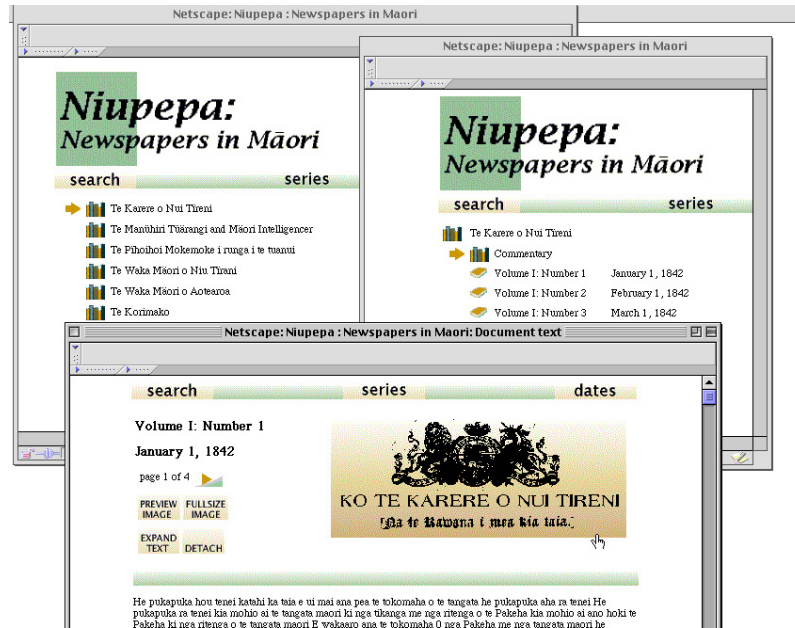 Netscape: Niupepa : Newspapers in Maori
Niupepa:
Newspapers in Māori
search series
Te Karere o Nui Tireni
Te Manūhiri Tūārangi and Māori Intelligencer
Te Pīhoihoi Mokemoke i runga i te tuanui
Te Waka Māori o Niu Tīrani
Te Waka Māori o Aotearoa
Te Korimako
Netscape: Niupepa : Newspapers in Maori
Niupepa:
Newspapers in Māori
search series
Te Karere o Nui Tireni
Commentary
Volume I: Number 1 January 1, 1842
Volume I: Number 2 February 1, 1842
Volume I: Number 3 March 1, 1842
Netscape: Niupepa : Newspapers in Maori: Document text
search series dates
Volume I: Number 1
January 1, 1842
page 1 of 4
PREVIEW IMAGE FULLSIZE IMAGE
EXPAND TEXT DETACH
KO TE KARERE O NUI TIRENI
[Na te Kawana i mea kia taia.]
He pukapuka hou tenei katahi ka taia e ui mai ana pea te tokomaha o te tangata he pukapuka aha ra tenei He
pukapuka ra tenei kia mohio ai te tangata maori ki nga tikanga me nga ritenga o te Pakeha kia mohio ai ano hoki te
Pakeha ki nga ritenga o te tangata maori E wakaaro ana te tokomaha 0 nga Pakeha me nga tangata maori he